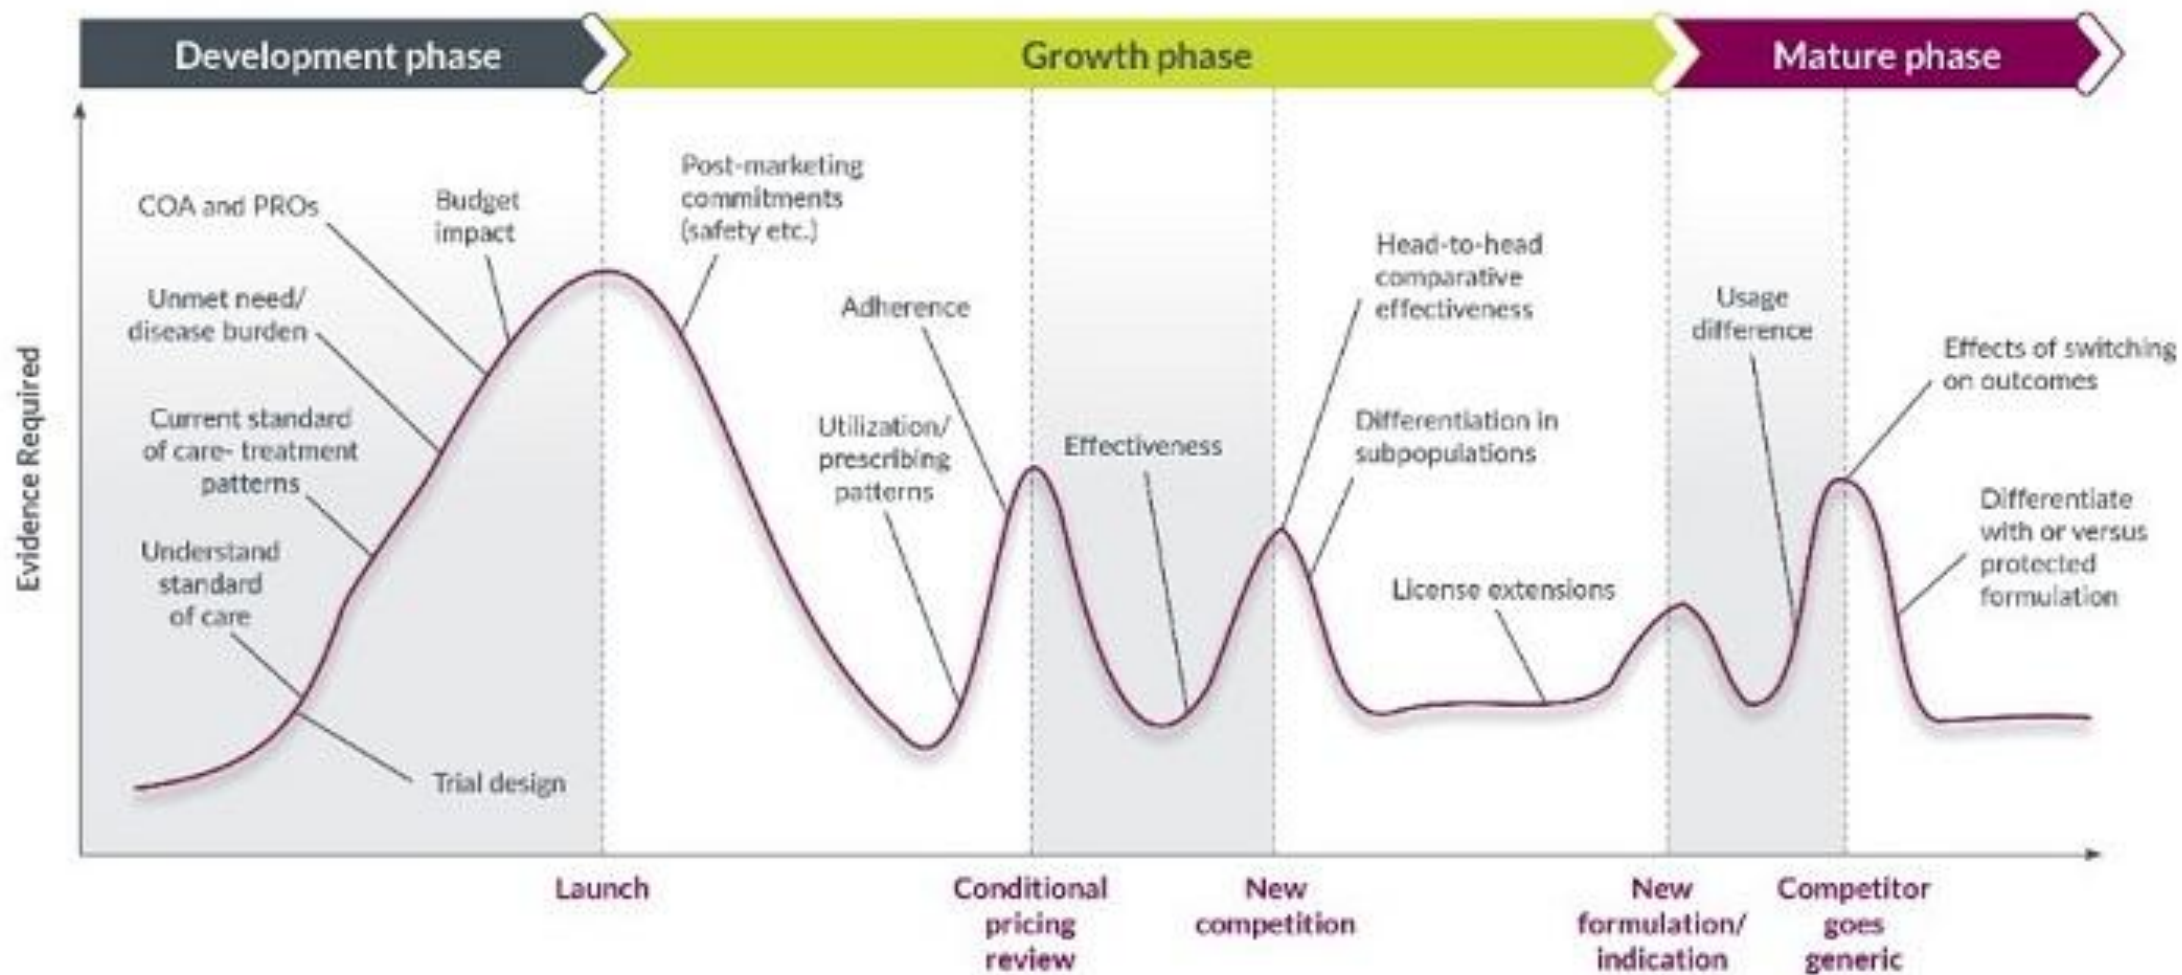 Development phase
Growth phase
Mature phase
Evidence Required
COA and PROs
Budget
impact
Post-marketing
commitments
(safety etc.)
Unmet need/
disease burden
Current standard
of care- treatment
patterns
Understand
standard
of care
Trial design
Adherence
Utilization/
prescribing
patterns
Effectiveness
Head-to-head
comparative
effectiveness
Differentiation in
subpopulations
License extensions
Usage
difference
Effects of switching
on outcomes
Differentiate
with or versus
protected
formulation
Launch
Conditional
pricing
review
New
competition
New
formulation/
indication
Competitor
goes
generic